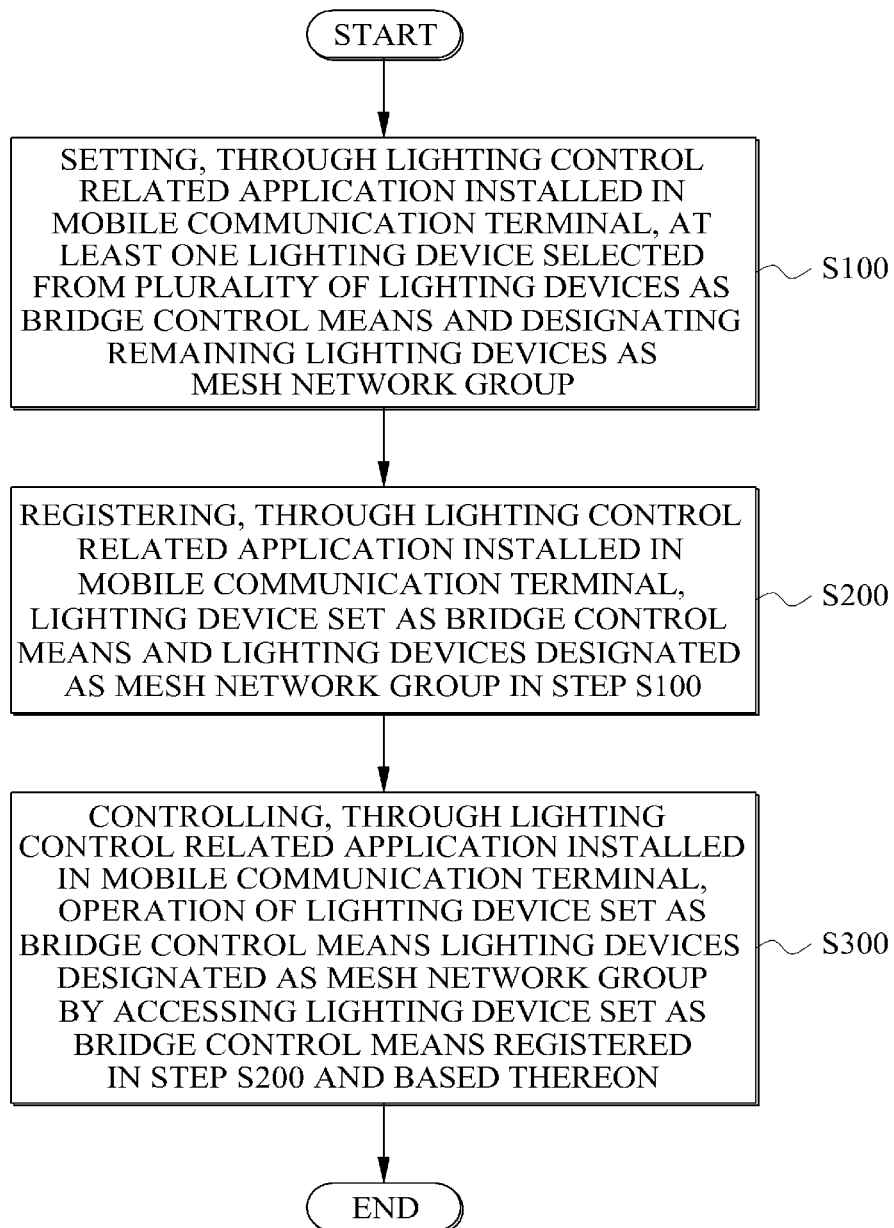 START
SETTING, THROUGH LIGHTING CONTROL
RELATED APPLICATION INSTALLED IN
MOBILE COMMUNICATION TERMINAL, AT
LEAST ONE LIGHTING DEVICE SELECTED
FROM PLURALITY OF LIGHTING DEVICES AS
BRIDGE CONTROL MEANS AND DESIGNATING
REMAINING LIGHTING DEVICES AS
MESH NETWORK GROUP
S100
REGISTERING, THROUGH LIGHTING CONTROL
RELATED APPLICATION INSTALLED IN
MOBILE COMMUNICATION TERMINAL,
LIGHTING DEVICE SET AS BRIDGE CONTROL
MEANS AND LIGHTING DEVICES DESIGNATED
AS MESH NETWORK GROUP IN STEP S100
S200
CONTROLLING, THROUGH LIGHTING
CONTROL RELATED APPLICATION INSTALLED
IN MOBILE COMMUNICATION TERMINAL,
OPERATION OF LIGHTING DEVICE SET AS
BRIDGE CONTROL MEANS LIGHTING DEVICES
DESIGNATED AS MESH NETWORK GROUP
BY ACCESSING LIGHTING DEVICE SET AS
BRIDGE CONTROL MEANS REGISTERED
IN STEP S200 AND BASED THEREON
S300
END